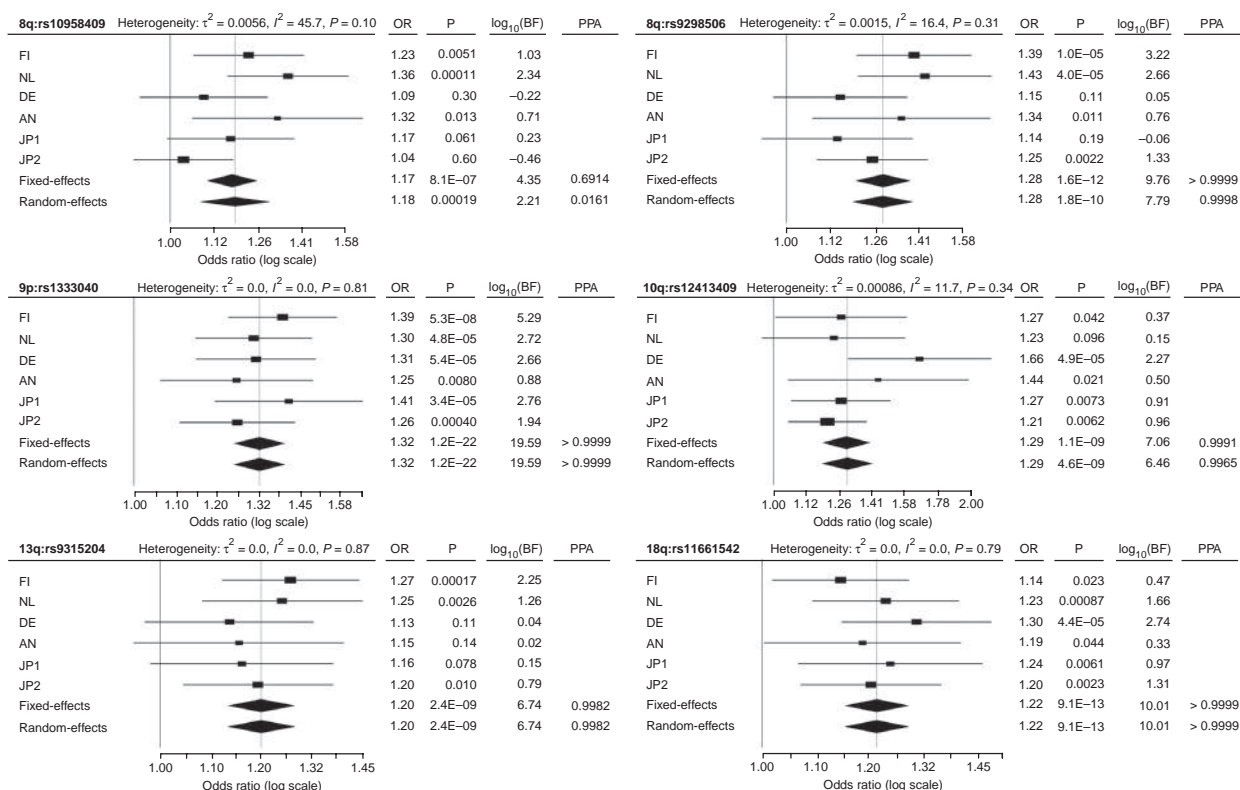 8q:rs10958409 Heterogeneity: τ² = 0.0056, I² = 45.7, P = 0.10 OR P log₁₀(BF) PPA
FI 1.23 0.0051 1.03
NL 1.36 0.00011 2.34
DE 1.09 0.30 –0.22
AN 1.32 0.013 0.71
JP1 1.17 0.061 0.23
JP2 1.04 0.60 –0.46
Fixed-effects 1.17 8.1E–07 4.35 0.6914
Random-effects 1.18 0.00019 2.21 0.0161
1.00 1.12 1.26 1.41 1.58
Odds ratio (log scale)
8q:rs9298506 Heterogeneity: τ² = 0.0015, I² = 16.4, P = 0.31 OR P log₁₀(BF) PPA
FI 1.39 1.0E–05 3.22
NL 1.43 4.0E–05 2.66
DE 1.15 0.11 0.05
AN 1.34 0.011 0.76
JP1 1.14 0.19 –0.06
JP2 1.25 0.0022 1.33
Fixed-effects 1.28 1.6E–12 9.76 > 0.9999
Random-effects 1.28 1.8E–10 7.79 0.9998
1.00 1.12 1.26 1.41 1.58
Odds ratio (log scale)
9p:rs1333040 Heterogeneity: τ² = 0.0, I² = 0.0, P = 0.81 OR P log₁₀(BF) PPA
FI 1.39 5.3E–08 5.29
NL 1.30 4.8E–05 2.72
DE 1.31 5.4E–05 2.66
AN 1.25 0.0080 0.88
JP1 1.41 3.4E–05 2.76
JP2 1.26 0.00040 1.94
Fixed-effects 1.32 1.2E–22 19.59 > 0.9999
Random-effects 1.32 1.2E–22 19.59 > 0.9999
1.00 1.10 1.20 1.32 1.41 1.58
Odds ratio (log scale)
10q:rs12413409 Heterogeneity: τ² = 0.00086, I² = 11.7, P = 0.34 OR P log₁₀(BF) PPA
FI 1.27 0.042 0.37
NL 1.23 0.096 0.15
DE 1.66 4.9E–05 2.27
AN 1.44 0.021 0.50
JP1 1.27 0.0073 0.91
JP2 1.21 0.0062 0.96
Fixed-effects 1.29 1.1E–09 7.06 0.9991
Random-effects 1.29 4.6E–09 6.46 0.9965
1.00 1.12 1.26 1.41 1.58 1.78 2.00
Odds ratio (log scale)
13q:rs9315204 Heterogeneity: τ² = 0.0, I² = 0.0, P = 0.87 OR P log₁₀(BF) PPA
FI 1.27 0.00017 2.25
NL 1.25 0.0026 1.26
DE 1.13 0.11 0.04
AN 1.15 0.14 0.02
JP1 1.16 0.078 0.15
JP2 1.20 0.010 0.79
Fixed-effects 1.20 2.4E–09 6.74 0.9982
Random-effects 1.20 2.4E–09 6.74 0.9982
1.00 1.10 1.20 1.32 1.45
Odds ratio (log scale)
18q:rs11661542 Heterogeneity: τ² = 0.0, I² = 0.0, P = 0.79 OR P log₁₀(BF) PPA
FI 1.14 0.023 0.47
NL 1.23 0.00087 1.66
DE 1.30 4.4E–05 2.74
AN 1.19 0.044 0.33
JP1 1.24 0.0061 0.97
JP2 1.20 0.0023 1.31
Fixed-effects 1.22 9.1E–13 10.01 > 0.9999
Random-effects 1.22 9.1E–13 10.01 > 0.9999
1.00 1.10 1.20 1.32 1.45
Odds ratio (log scale)